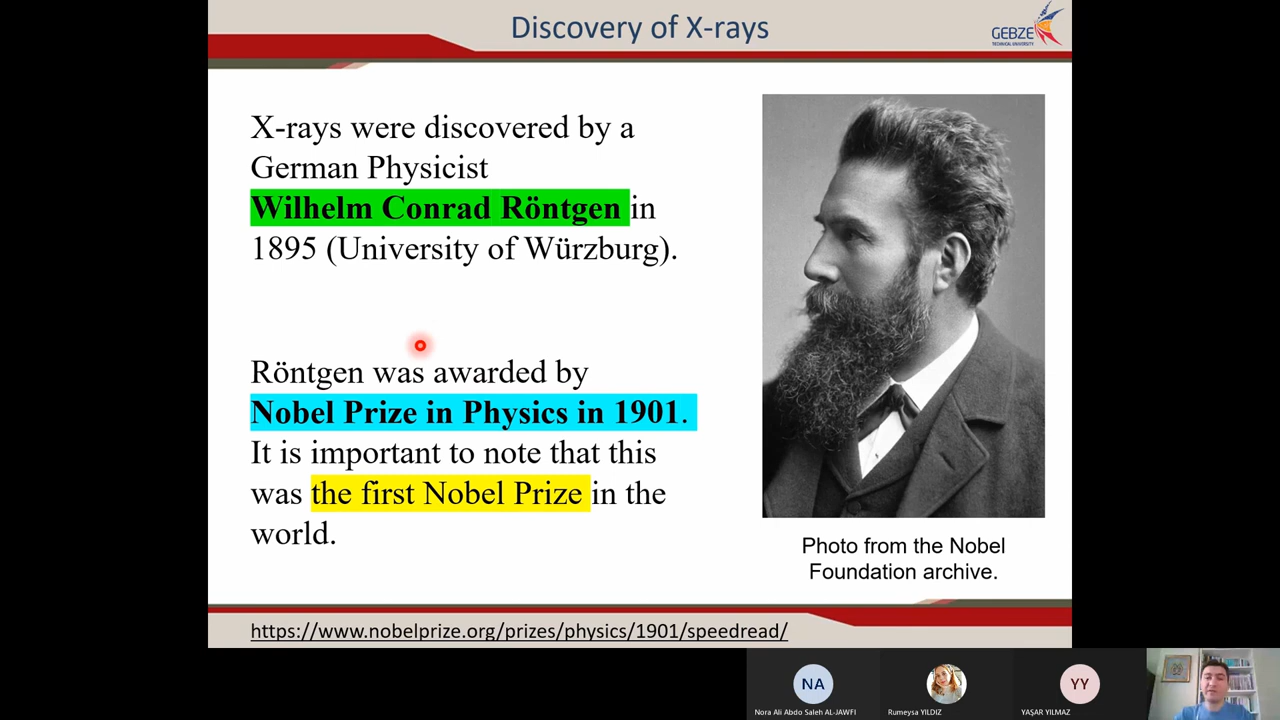 Discovery of X-rays
GEBZE
TECHNICAL UNIVERSITY
X-rays were discovered by a
German Physicist
Wilhelm Conrad Röntgen in
1895 (University of Würzburg).
Röntgen was awarded by
Nobel Prize in Physics in 1901.
It is important to note that this
was the first Nobel Prize in the
world.
Photo from the Nobel
Foundation archive.
https://www.nobelprize.org/prizes/physics/1901/speedread/
NA
YY
Nora Ali Abdo Saleh AL-JAWFI
Rumeysa YILDIZ
YAŞAR YILMAZ